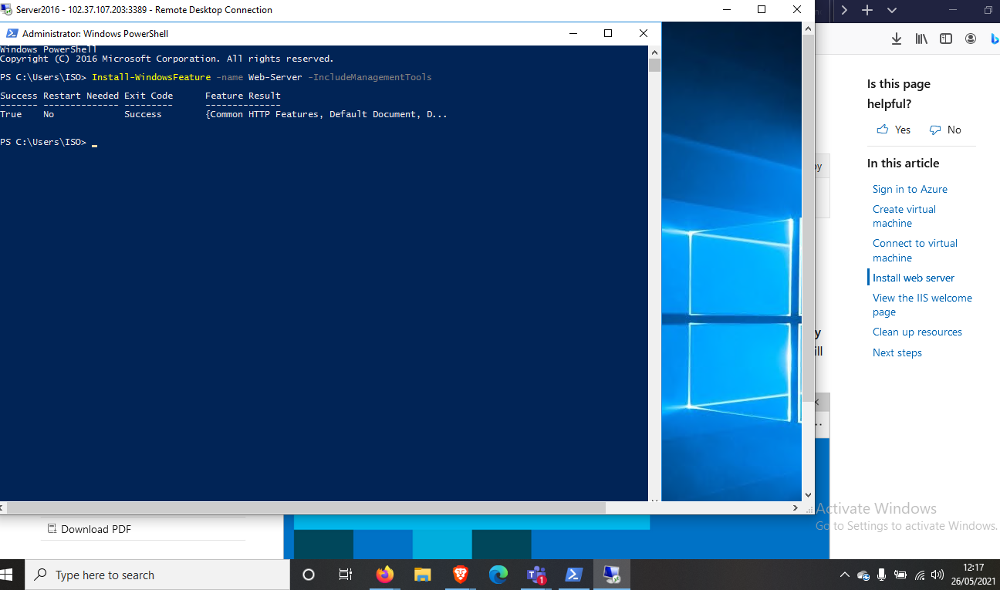 Server2016 - 102.37.107.203:3389 - Remote Desktop Connection
Administrator: Windows PowerShell
Windows PowerShell
Copyright (C) 2016 Microsoft Corporation. All rights reserved.
PS C:\Users\ISO> Install-WindowsFeature -name Web-Server -IncludeManagementTools
Success Restart Needed Exit Code      Feature Result
------- -------------- ---------      --------------
True    No             Success        {Common HTTP Features, Default Document, D...
PS C:\Users\ISO>
Is this page
helpful?
Yes No
In this article
Sign in to Azure
Create virtual
machine
Connect to virtual
machine
Install web server
View the IIS welcome
page
Clean up resources
Next steps
Download PDF
Activate Windows
Go to Settings to activate Windows.
Type here to search
1
12:17
26/05/2021